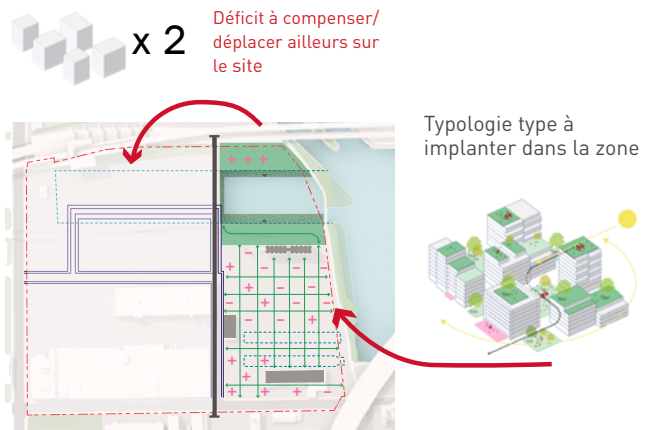 x 2
Déficit à compenser/
déplacer ailleurs sur
le site
Typologie type à
implanter dans la zone